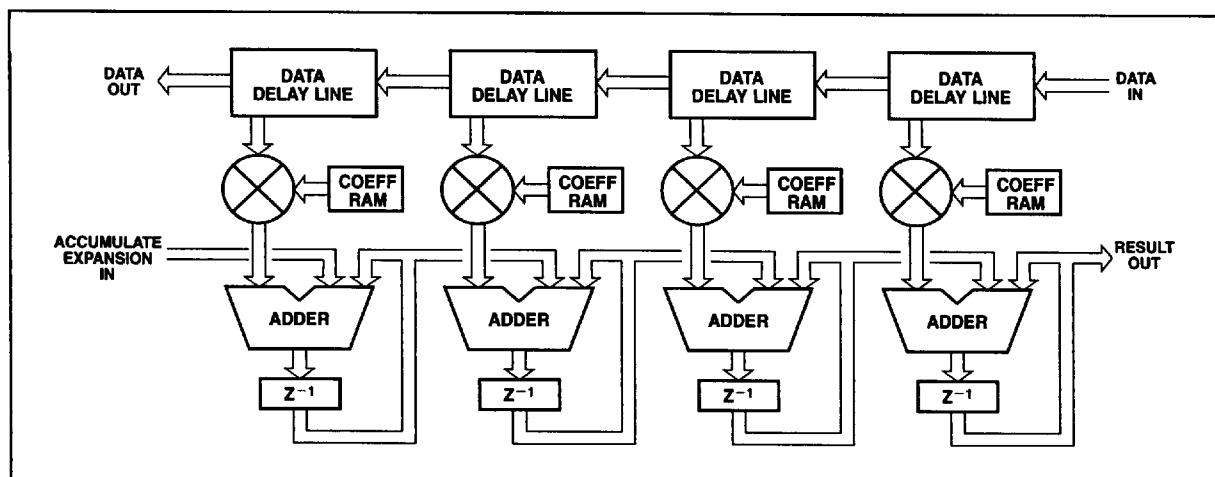 DATA
OUT
DATA
DELAY LINE
DATA
DELAY LINE
DATA
DELAY LINE
DATA
DELAY LINE
DATA
IN
COEFF
RAM
COEFF
RAM
COEFF
RAM
COEFF
RAM
ACCUMULATE
EXPANSION
IN
RESULT
OUT
ADDER
ADDER
ADDER
ADDER
Z⁻¹
Z⁻¹
Z⁻¹
Z⁻¹